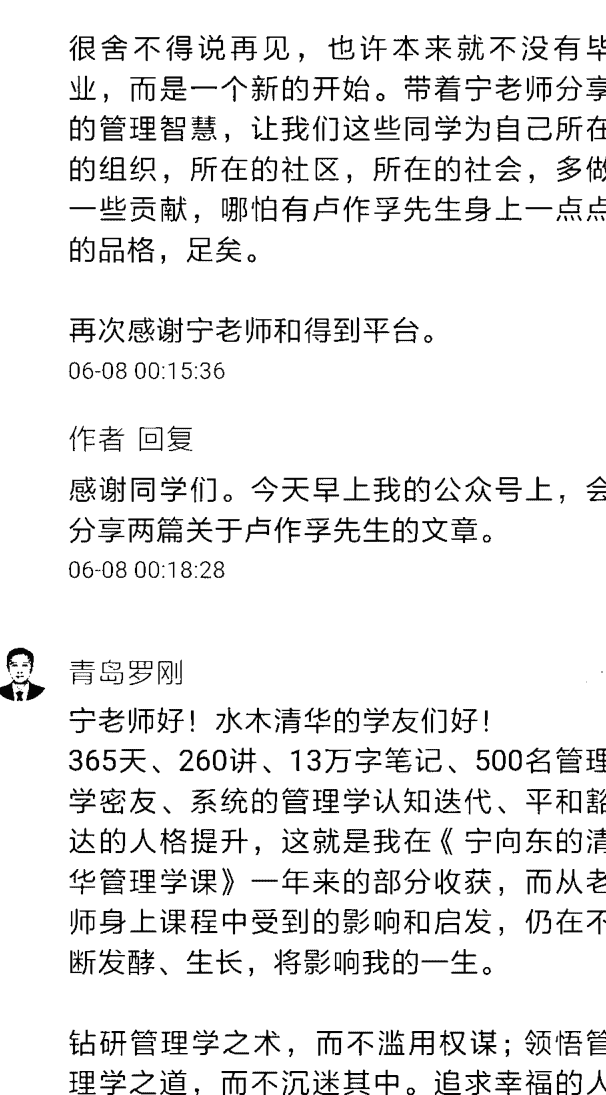 很舍不得说再见，也许本来就不没有毕
业，而是一个新的开始。带着宁老师分享
的管理智慧，让我们这些同学为自己所在
的组织，所在的社区，所在的社会，多做
一些贡献，哪怕有卢作孚先生身上一点点
的品格，足矣。
再次感谢宁老师和得到平台。
06-08 00:15:36
作者 回复
感谢同学们。今天早上我的公众号上，会
分享两篇关于卢作孚先生的文章。
06-08 00:18:28
青岛罗刚
宁老师好！水木清华的学友们好！
365天、260讲、13万字笔记、500名管理
学密友、系统的管理学认知迭代、平和豁
达的人格提升，这就是我在《宁向东的清
华管理学课》一年来的部分收获，而从老
师身上课程中受到的影响和启发，仍在不
断发酵、生长，将影响我的一生。
钻研管理学之术，而不滥用权谋；领悟管
理学之道，而不沉迷其中。追求幸福的人